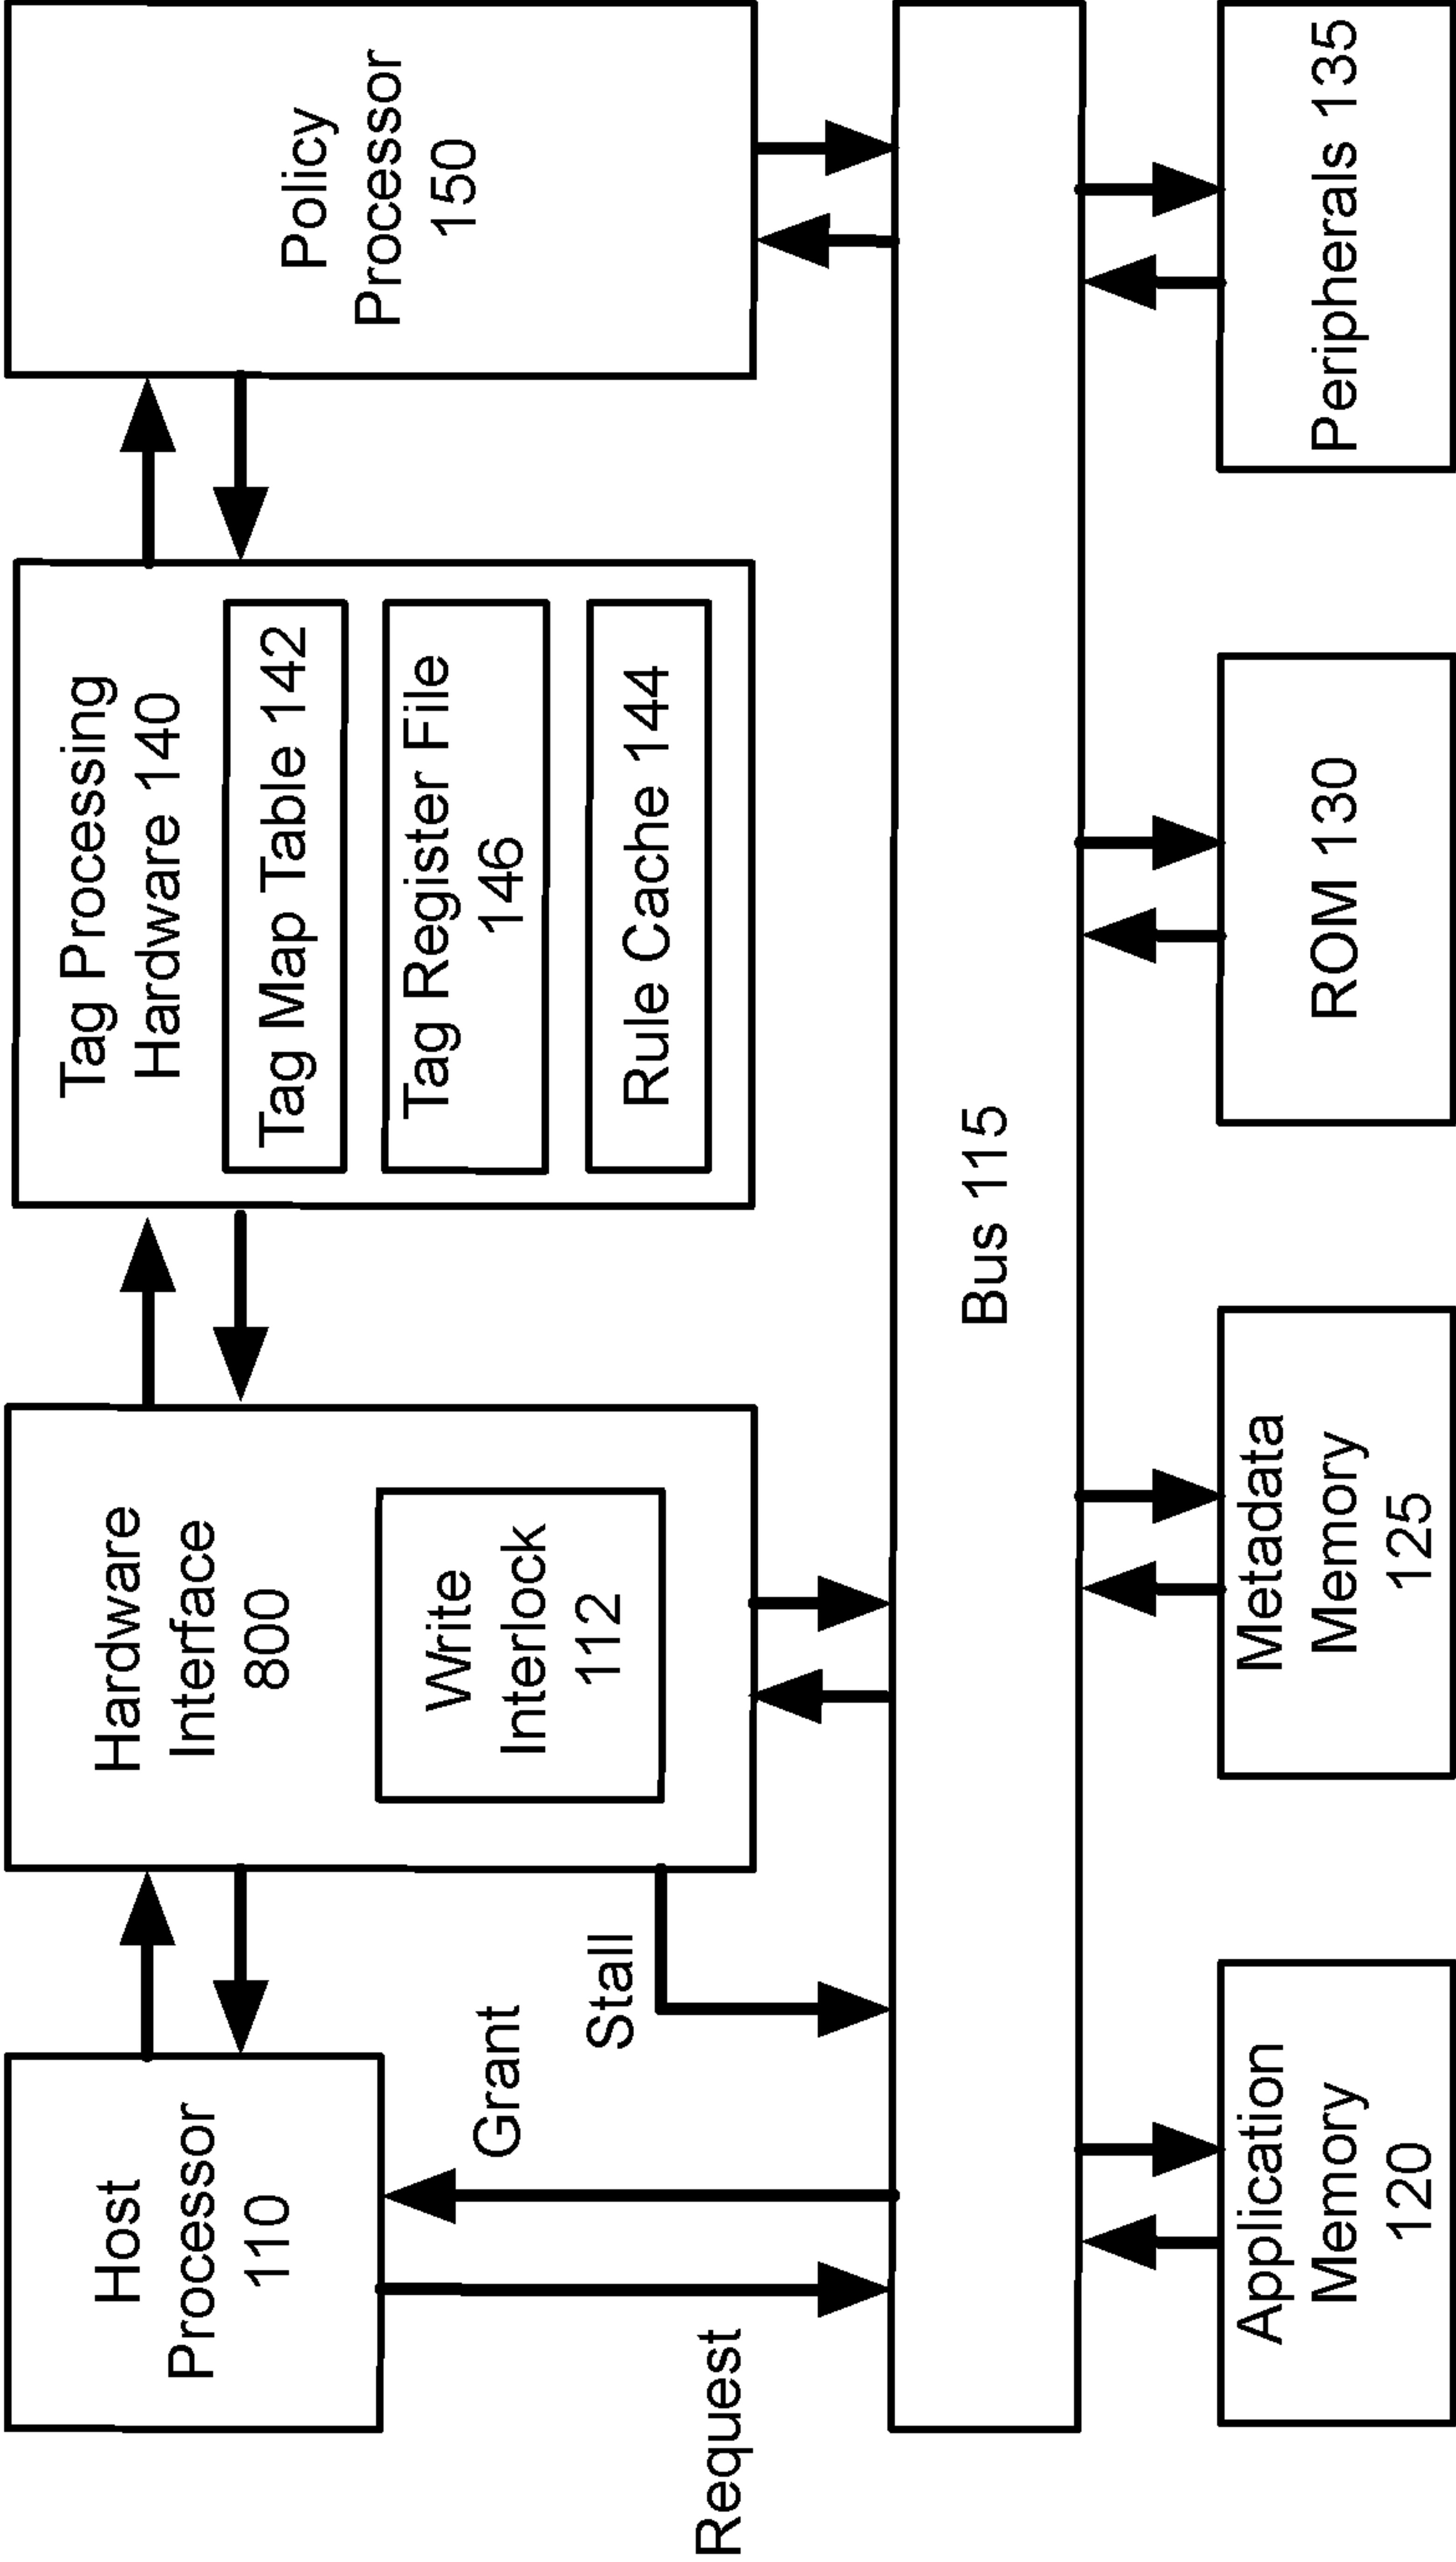 Host
Processor
110
Hardware
Interface
800
Write
Interlock
112
Tag Processing
Hardware 140
Tag Map Table 142
Tag Register File
146
Rule Cache 144
Policy
Processor
150
Request
Grant
Stall
Bus 115
Application
Memory
120
Metadata
Memory
125
ROM 130
Peripherals 135